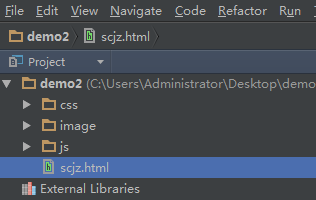 File Edit View Navigate Code Refactor Run
demo2 scjz.html
Project
demo2 (C:\Users\Administrator\Desktop\demo
css
image
js
scjz.html
External Libraries